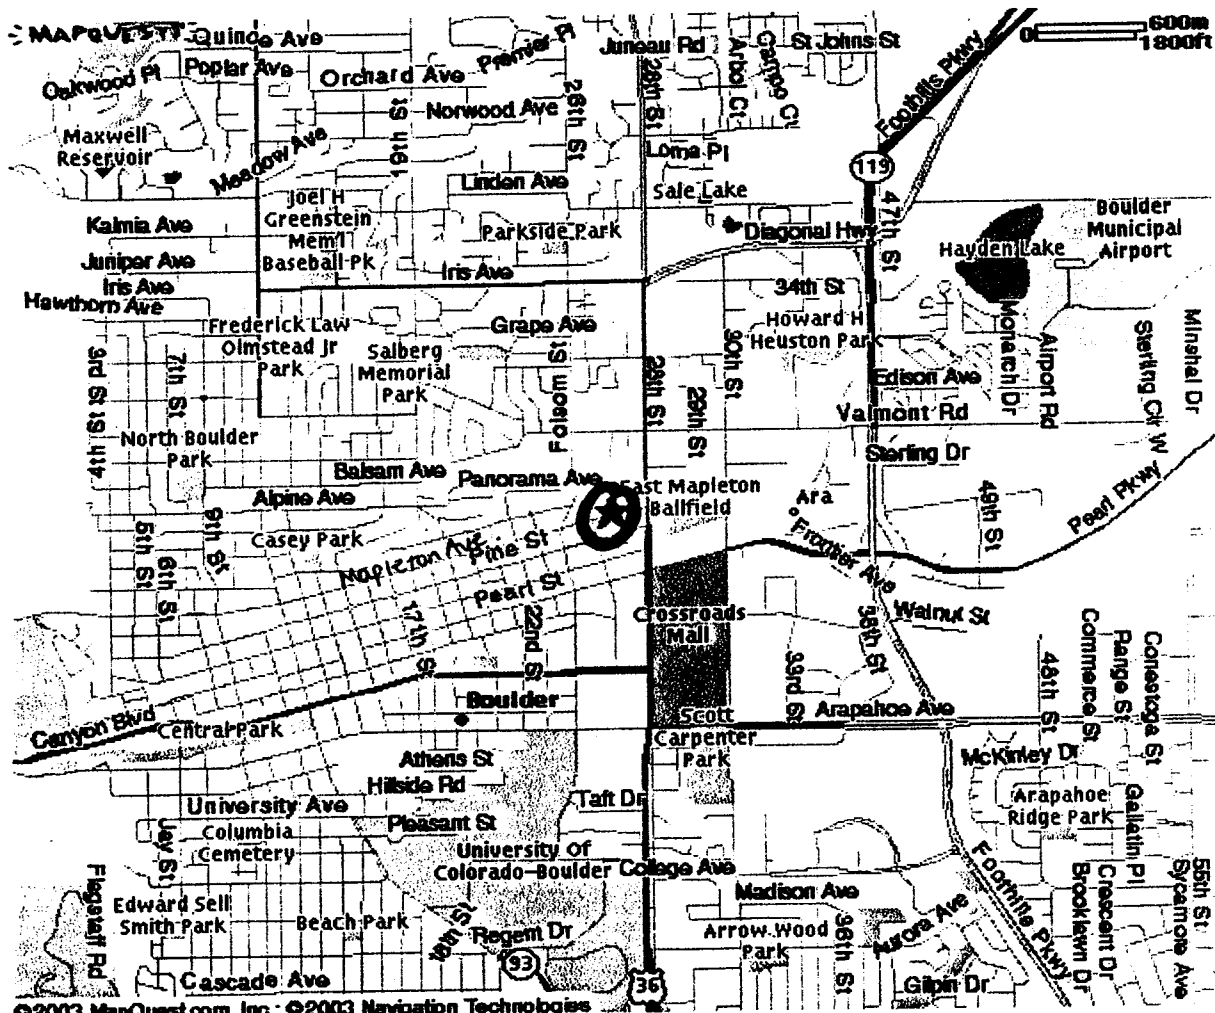 MAPQUEST
Quince Ave
Poplar Ave
Oakwood Pl
Orchard Ave
Premier Pl
Juneau Rd
Arbol Ct
Campo Ct
St Johns St
Foothills Pkwy
0
600m
1800ft
Maxwell
Reservoir
Meadow Ave
Norwood Ave
19th St
26th St
28th St
Loma Pl
119
Linden Ave
Sale Lake
Joel H
Greenstein
Mem'l
Baseball Pk
Kalmia Ave
Parkside Park
Diagonal Hwy
47th St
Hayden Lake
Boulder
Municipal
Airport
Juniper Ave
Iris Ave
Iris Ave
Hawthorn Ave
34th St
Howard H
Heuston Park
Monarch Dr
Airport Rd
Minshel Dr
Frederick Law
Olmstead Jr
Park
Salberg
Memorial
Park
Grape Ave
Folsom St
28th St
30th St
29th St
3rd St
19 4th St
7th St
Edison Ave
Valmont Rd
North Boulder
Park
Sterling Dr
Balsam Ave
Panorama Ave
East Mapleton
Ballfield
Ara
Alpine Ave
5th St
6th St
9th St
Casey Park
Mapleton Ave
Pine St
Pearl St
Frontier Ave
49th St
Pearl Pkwy
17th St
22nd St
Crossroads
Mall
Walnut St
38th St
33rd St
48th St
Commerce St
Range St
Conestoga St
Canyon Blvd
Central Park
Boulder
Scott
Carpenter
Park
Arapahoe Ave
Athens St
Hillside Rd
McKinley Dr
University Ave
Taft Dr
Arapahoe
Ridge Park
Gallatin Pl
Jay St
Columbia
Cemetery
Pleasant St
University Of
Colorado-Boulder
College Ave
Madison Ave
Foothills Pkwy
Brooklawn Dr
Crescent Dr
Sycamore Ave
55th St
Flagstaff Rd
Edward Sell
Smith Park
Beach Park
18th St
Regent Dr
Arrow Wood
Park
36th St
Aurora Ave
Cascade Ave
93
36
Gilpin Dr
©2003 MapQuest.com, Inc.; ©2003 Navigation Technologies